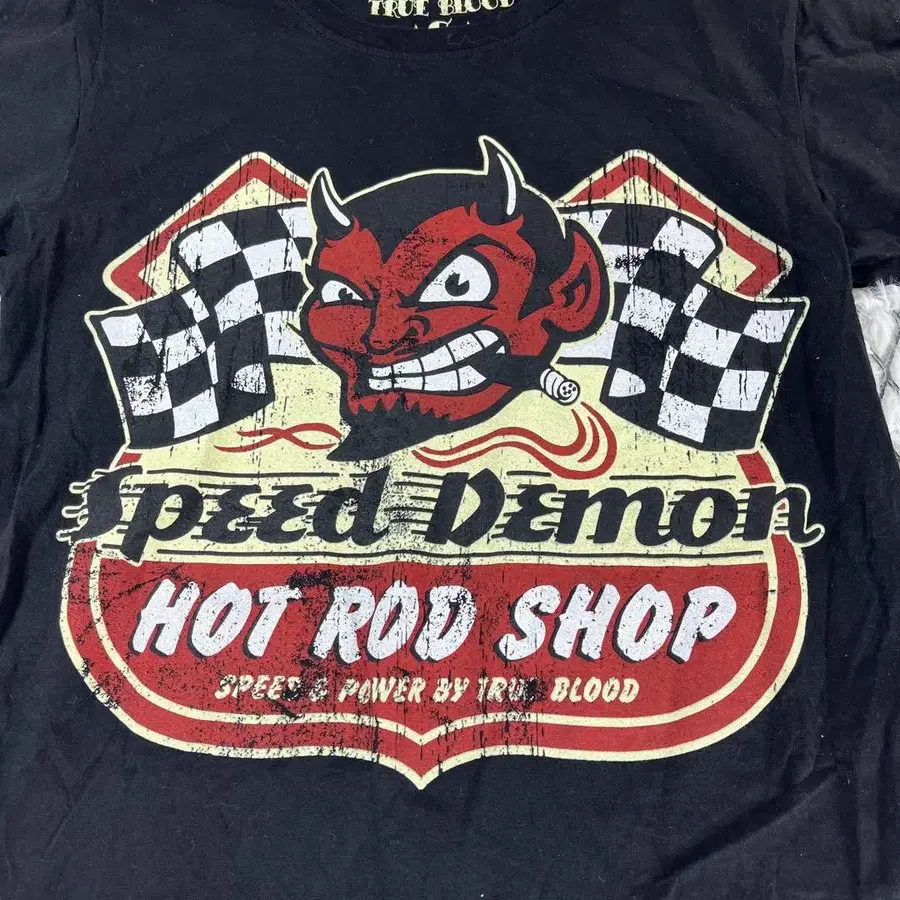 TRUE BLOOD
Speed Demon
HOT ROD SHOP
SPEED & POWER BY TRUE BLOOD